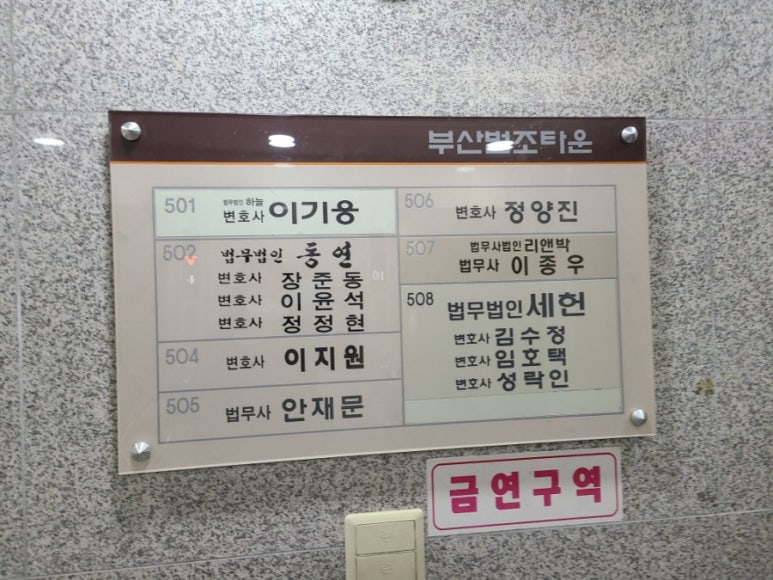 부산법조타운
501 법무법인 하늘
변호사 이기용
502 법무법인 동연
변호사 장준동
변호사 이윤석
변호사 정정현
504 변호사 이지원
505 법무사 안재문
506 변호사 정양진
507 법무사법인 리앤박
법무사 이종우
508 법무법인 세헌
변호사 김수정
변호사 임호택
변호사 성락인
금연구역